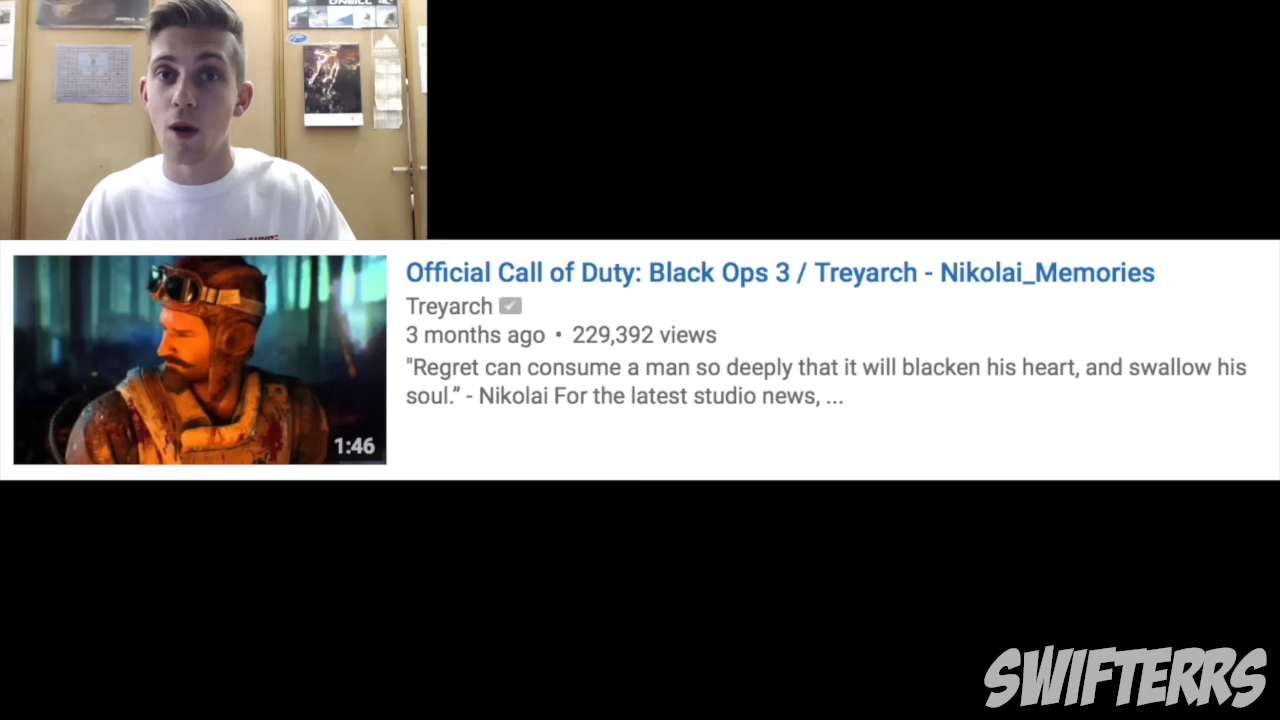 O'NEILL
Official Call of Duty: Black Ops 3 / Treyarch - Nikolai_Memories
Treyarch
3 months ago • 229,392 views
"Regret can consume a man so deeply that it will blacken his heart, and swallow his
soul.” - Nikolai For the latest studio news, ...
1:46
SWIFTERRS